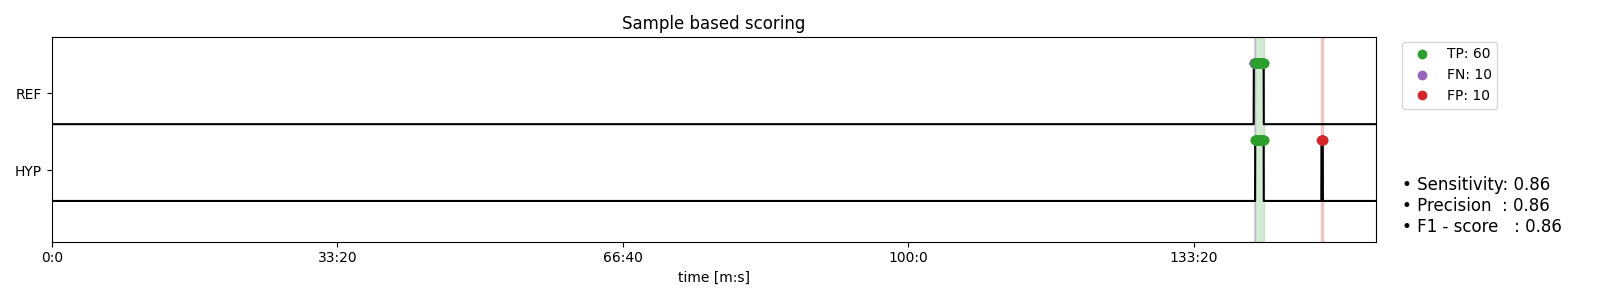 Sample based scoring
TP: 60
FN: 10
FP: 10
REF
HYP
• Sensitivity: 0.86
• Precision  : 0.86
• F1 - score   : 0.86
0:0
33:20
66:40
100:0
133:20
time [m:s]